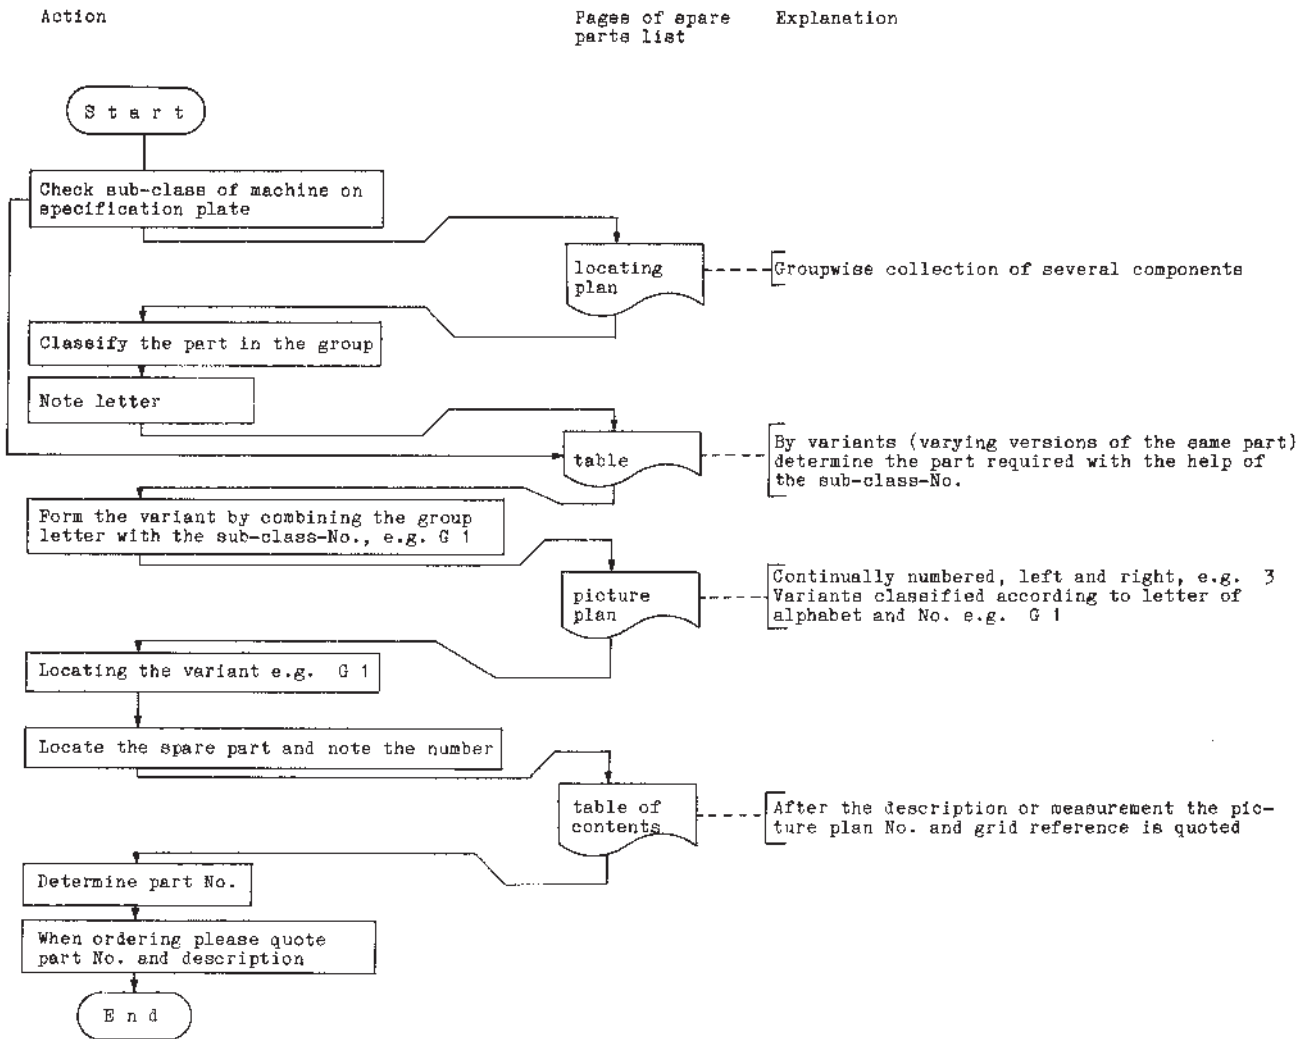 Action
Pages of spare
parts list
Explanation
Start
Check sub-class of machine on
specification plate
locating
plan
Groupwise collection of several components
Classify the part in the group
Note letter
table
By variants (varying versions of the same part)
determine the part required with the help of
the sub-class-No.
Form the variant by combining the group
letter with the sub-class-No., e.g. G 1
picture
plan
Continually numbered, left and right, e.g. 3
Variants classified according to letter of
alphabet and No. e.g. G 1
Locating the variant e.g. G 1
Locate the spare part and note the number
table of
contents
After the description or measurement the pic-
ture plan No. and grid reference is quoted
Determine part No.
When ordering please quote
part No. and description
End